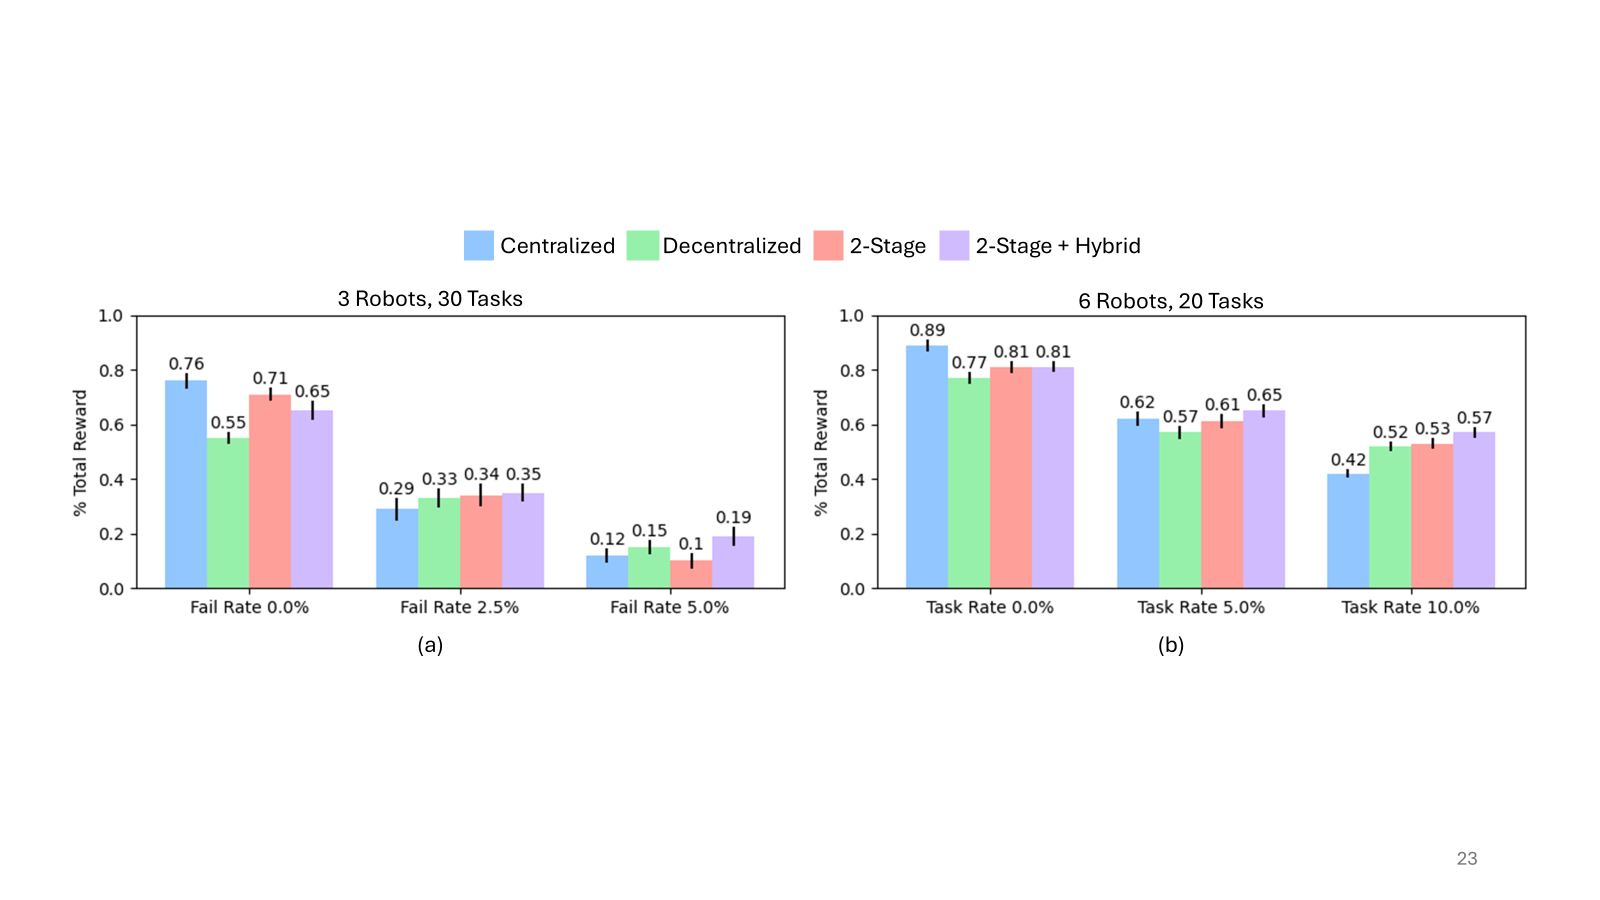 Centralized Decentralized 2-Stage 2-Stage + Hybrid
3 Robots, 30 Tasks
% Total Reward
1.0
0.8
0.6
0.4
0.2
0.0
0.76 0.55 0.71 0.65
0.29 0.33 0.34 0.35
0.12 0.15 0.1 0.19
Fail Rate 0.0% Fail Rate 2.5% Fail Rate 5.0%
(a)
6 Robots, 20 Tasks
% Total Reward
1.0
0.8
0.6
0.4
0.2
0.0
0.89 0.77 0.81 0.81
0.62 0.57 0.61 0.65
0.42 0.52 0.53 0.57
Task Rate 0.0% Task Rate 5.0% Task Rate 10.0%
(b)
23